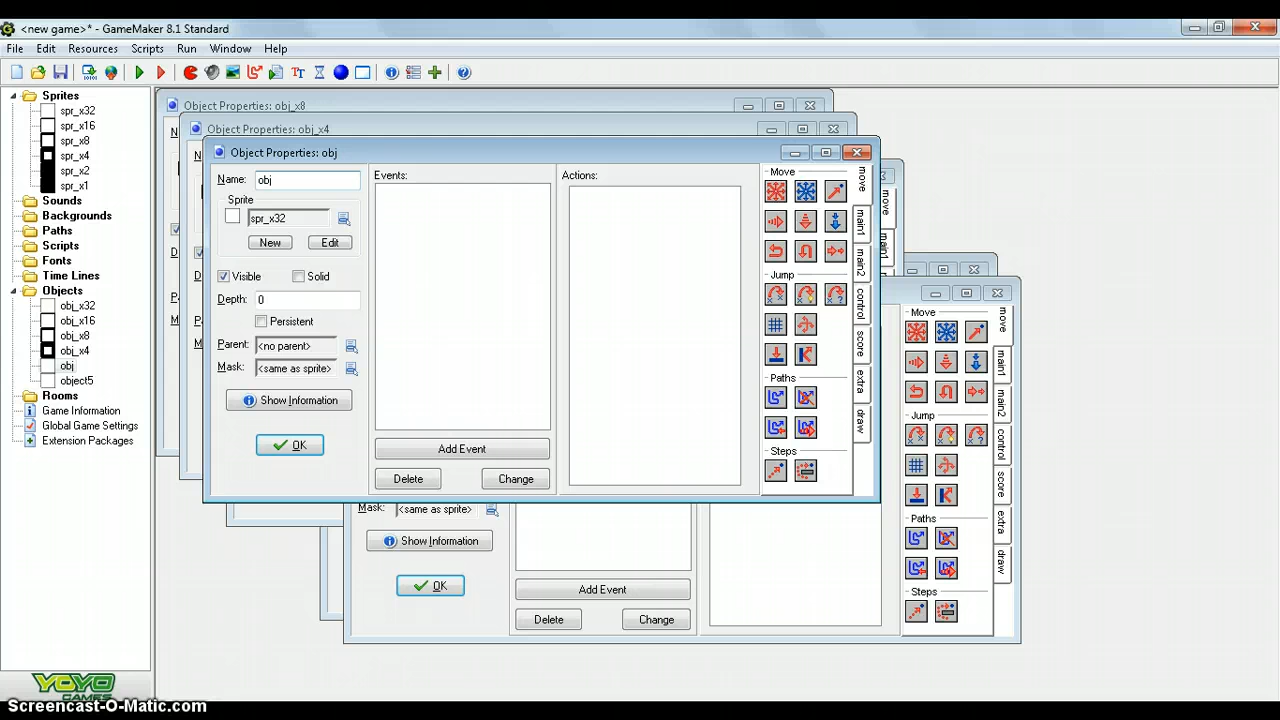 <new game>* - GameMaker 8.1 Standard
File Edit Resources Scripts Run Window Help
Sprites
spr_x32
spr_x16
spr_x8
spr_x4
spr_x2
spr_x1
Sounds
Backgrounds
Paths
Scripts
Fonts
Time Lines
Objects
obj_x32
obj_x16
obj_x8
obj_x4
obj
object5
Rooms
Game Information
Global Game Settings
Extension Packages
YOYO
GAMES
Object Properties: obj_x8
Object Properties: obj_x4
Object Properties: obj
Name: obj
Sprite
spr_x32
New Edit
Visible Solid
Depth: 0
Persistent
Parent: <no parent>
Mask: <same as sprite>
Show Information
OK
Events:
Add Event
Delete Change
Actions:
Move
Jump
Paths
Steps
move
main1
main2
control
score
extra
draw
move
Mask: <same as sprite>
Show Information
OK
Add Event
Delete Change
Move
Jump
Paths
Steps
move
main1
main2
control
score
extra
draw
Screencast-O-Matic.com